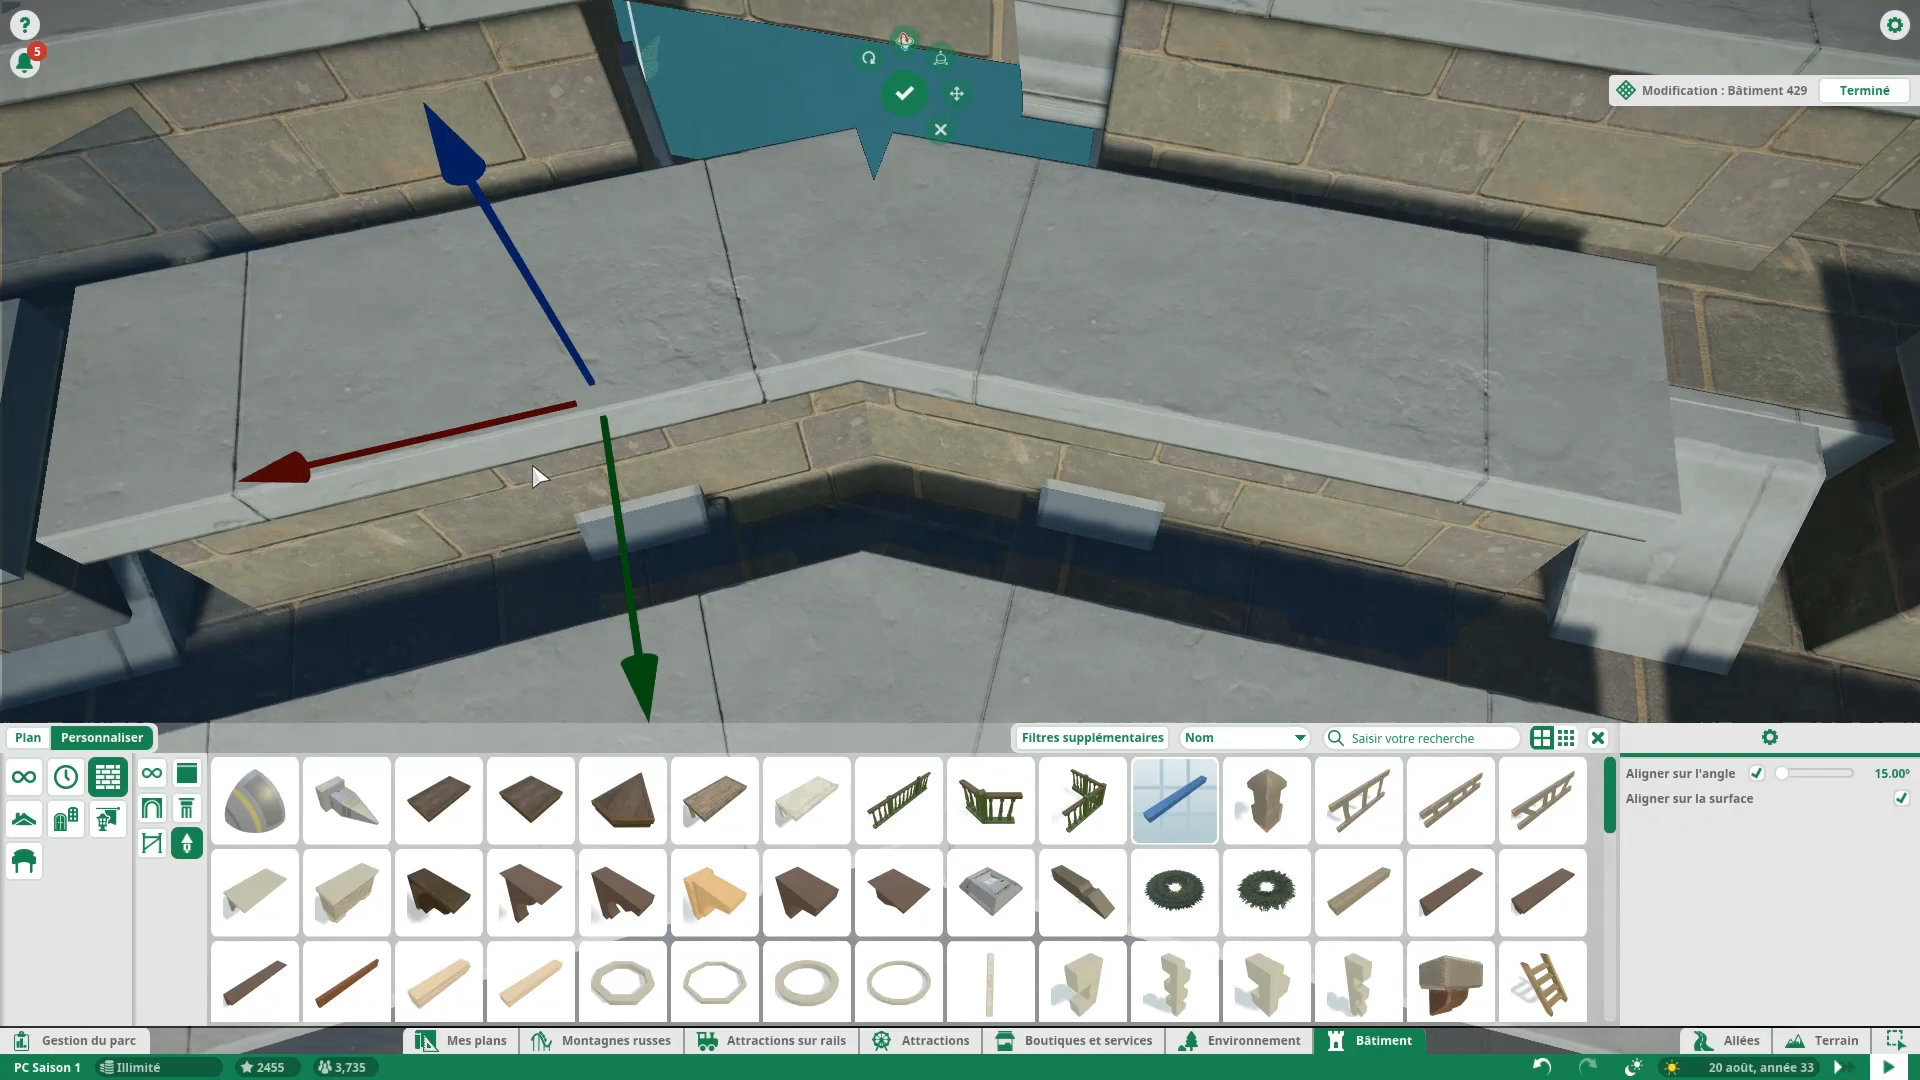 ?
5
Modification : Bâtiment 429
Terminé
Plan
Personnaliser
Filtres supplémentaires
Nom
Saisir votre recherche
Aligner sur l'angle
15.00°
Aligner sur la surface
Gestion du parc
Mes plans
Montagnes russes
Attractions sur rails
Attractions
Boutiques et services
Environnement
Bâtiment
Allées
Terrain
PC Saison 1
Illimité
2455
3,735
20 août, année 33